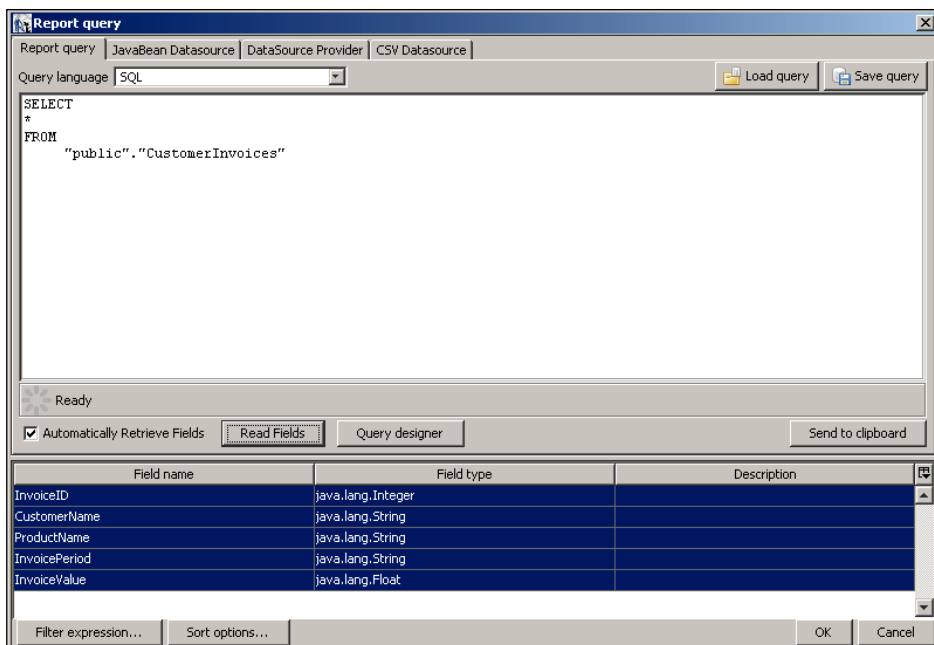 Report query
Report query JavaBean Datasource DataSource Provider CSV Datasource
Query language SQL Load query Save query
SELECT
*
FROM
"public"."CustomerInvoices"
Ready
Automatically Retrieve Fields Read Fields Query designer Send to clipboard
Field name Field type Description
InvoiceID java.lang.Integer
CustomerName java.lang.String
ProductName java.lang.String
InvoicePeriod java.lang.String
InvoiceValue java.lang.Float
Filter expression... Sort options... OK Cancel